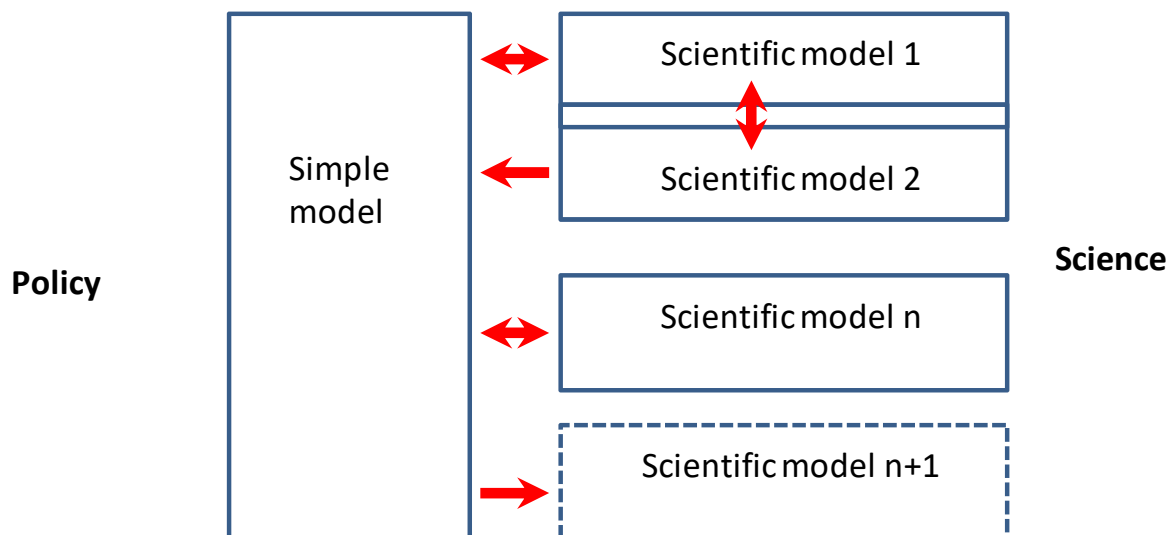 Scientific model 1
Simple
model
Scientific model 2
Policy
Science
Scientific model n
Scientific model n+1